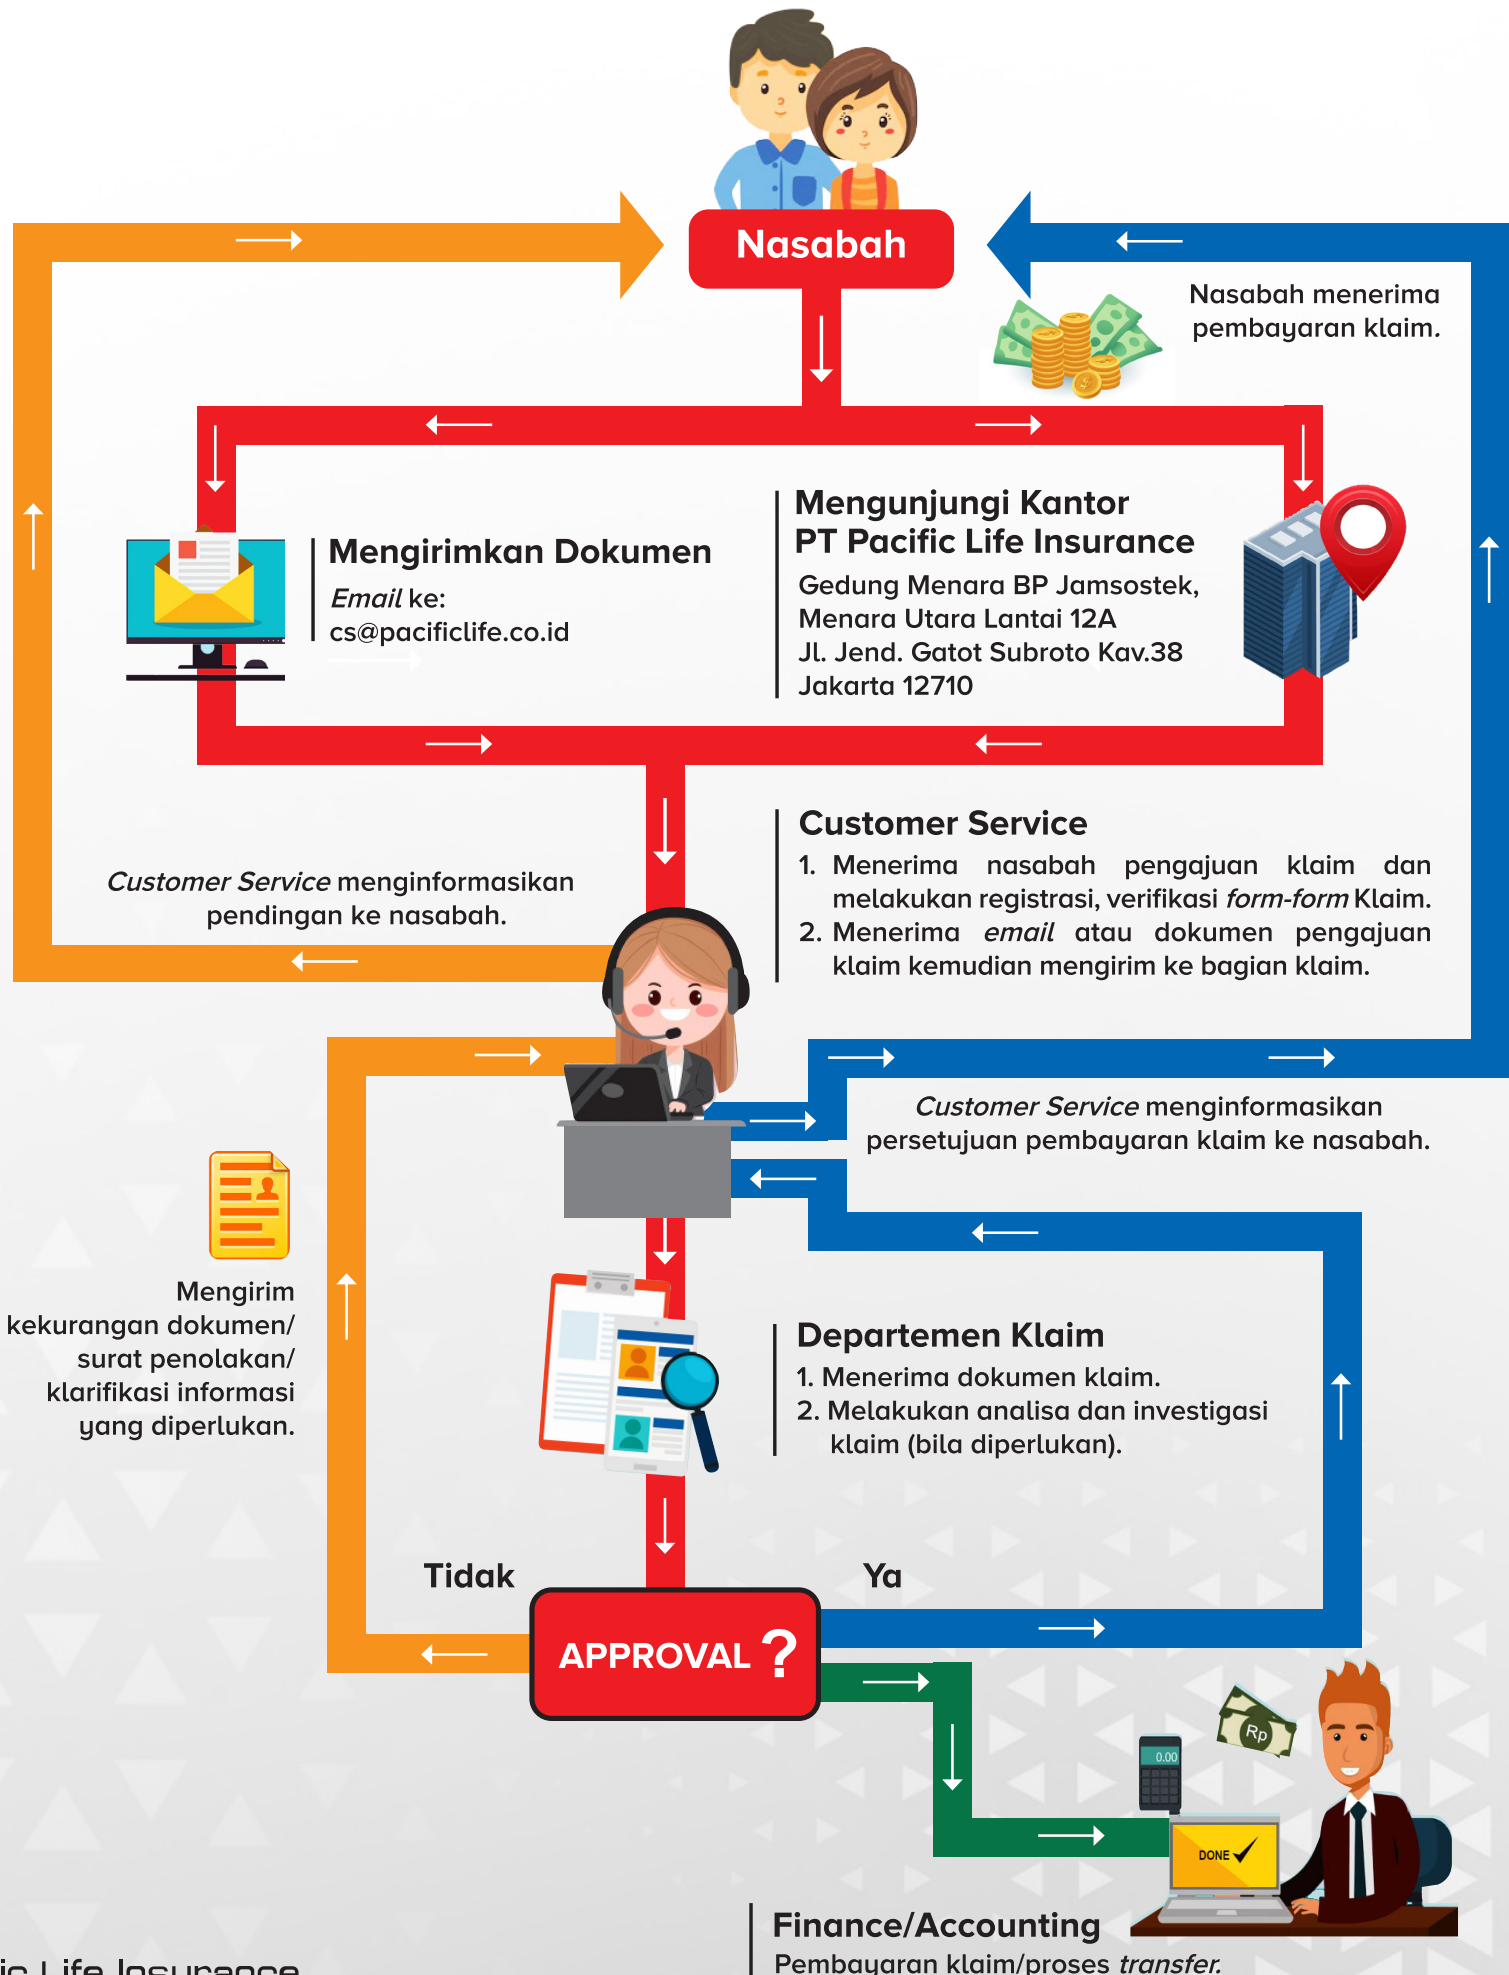 Nasabah
Nasabah menerima
pembayaran klaim.
Mengirimkan Dokumen
Email ke:
cs@pacificlife.co.id
Mengunjungi Kantor
PT Pacific Life Insurance
Gedung Menara BP Jamsostek,
Menara Utara Lantai 12A
Jl. Jend. Gatot Subroto Kav.38
Jakarta 12710
Customer Service
1. Menerima nasabah pengajuan klaim dan
melakukan registrasi, verifikasi form-form Klaim.
2. Menerima email atau dokumen pengajuan
klaim kemudian mengirim ke bagian klaim.
Customer Service menginformasikan
pendingan ke nasabah.
Customer Service menginformasikan
persetujuan pembayaran klaim ke nasabah.
Mengirim
kekurangan dokumen/
surat penolakan/
klarifikasi informasi
yang diperlukan.
Departemen Klaim
1. Menerima dokumen klaim.
2. Melakukan analisa dan investigasi
klaim (bila diperlukan).
Tidak
Ya
APPROVAL ?
Rp
0.00
DONE
Finance/Accounting
Pembayaran klaim/proses transfer.
ic Life Insurance